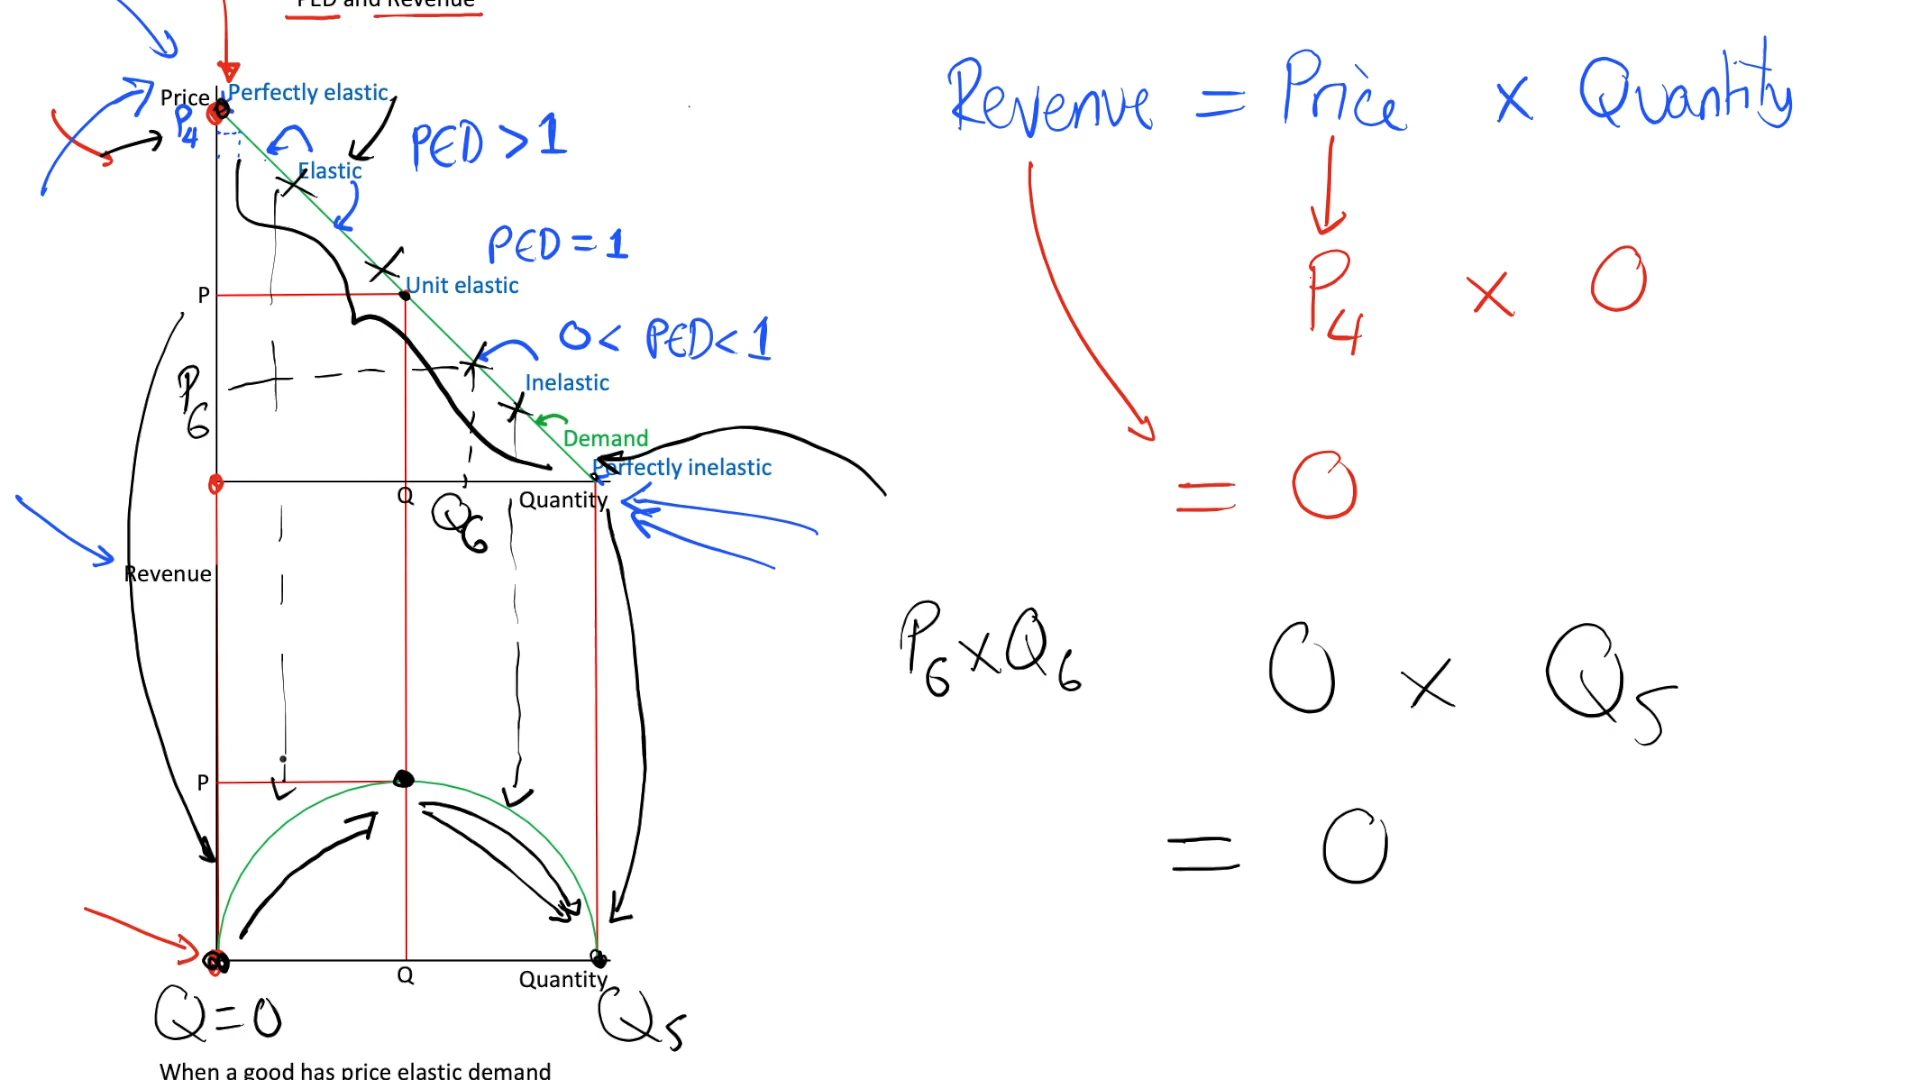 PED and Revenue
Price
Perfectly elastic
P4
Elastic
PED > 1
PED = 1
Unit elastic
P
0 < PED < 1
P6
Inelastic
Demand
Perfectly inelastic
Q
Q6
Quantity
Revenue
P
Q
Quantity
Q = 0
Q5
When a good has price elastic demand
Revenue = Price x Quantity
P4 x 0
= 0
P6 x Q6
0 x Q5
= 0